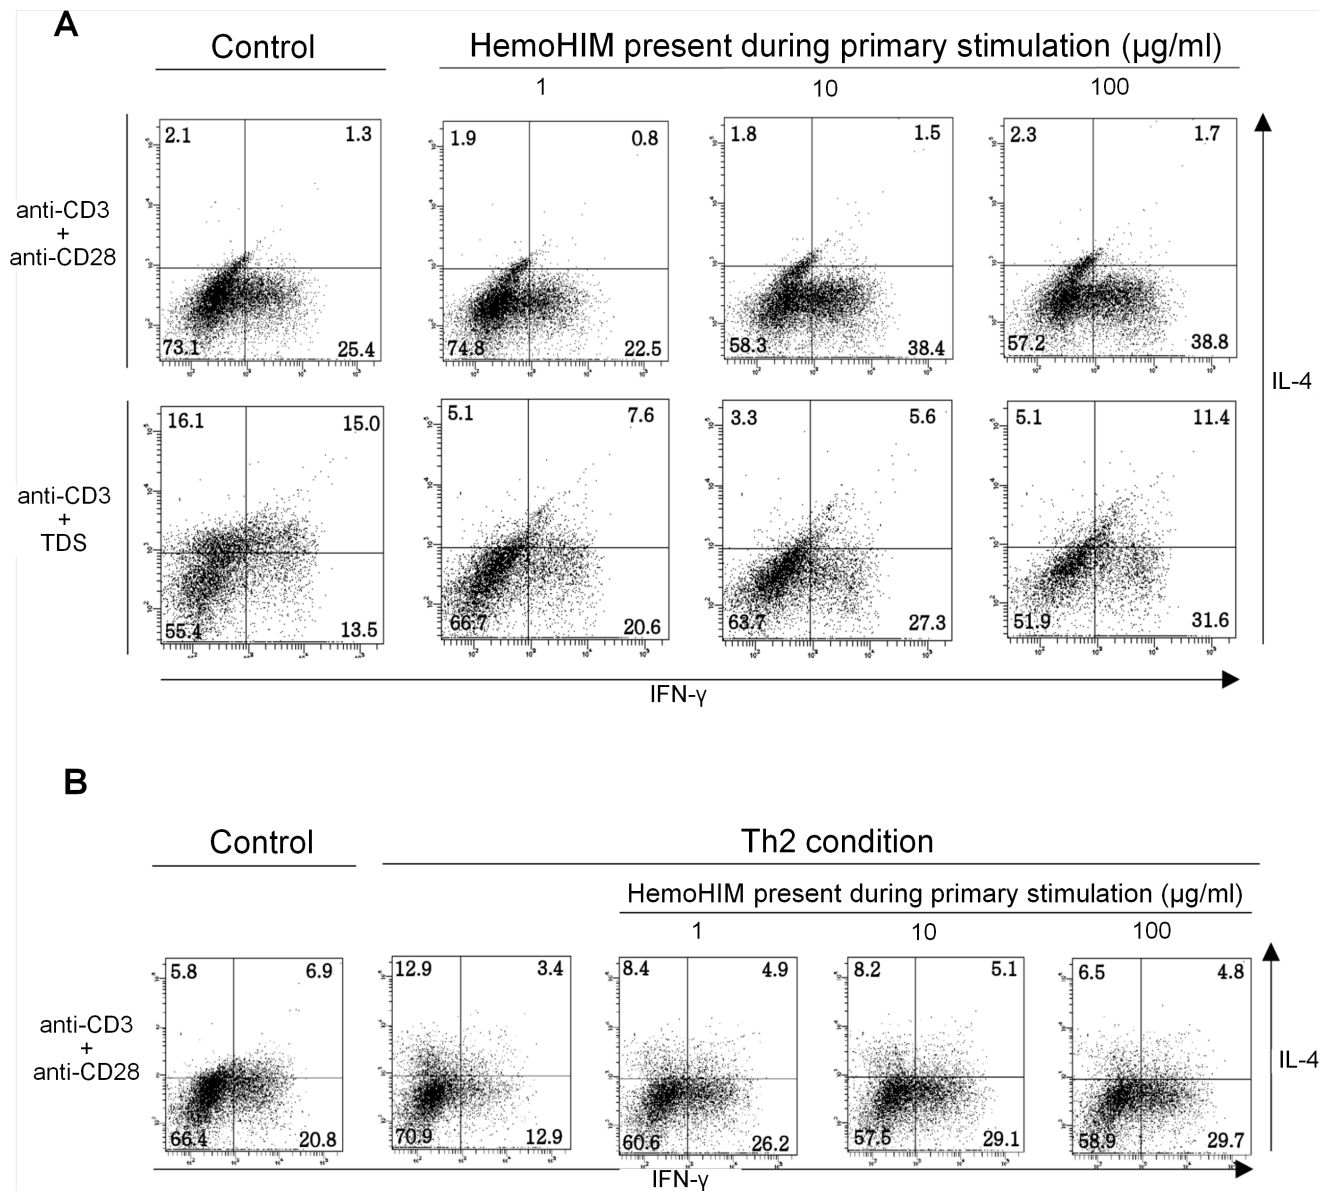 A
Control
HemoHIM present during primary stimulation (µg/ml)
1 10 100
anti-CD3
+
anti-CD28
2.1 1.3
73.1 25.4
1.9 0.8
74.8 22.5
1.8 1.5
58.3 38.4
2.3 1.7
57.2 38.8
anti-CD3
+
TDS
16.1 15.0
55.4 13.5
5.1 7.6
66.7 20.6
3.3 5.6
63.7 27.3
5.1 11.4
51.9 31.6
IL-4
IFN-γ
B
Control
Th2 condition
HemoHIM present during primary stimulation (µg/ml)
1 10 100
anti-CD3
+
anti-CD28
5.8 6.9
66.4 20.8
12.9 3.4
70.9 12.9
8.4 4.9
60.6 26.2
8.2 5.1
57.5 29.1
6.5 4.8
58.9 29.7
IL-4
IFN-γ